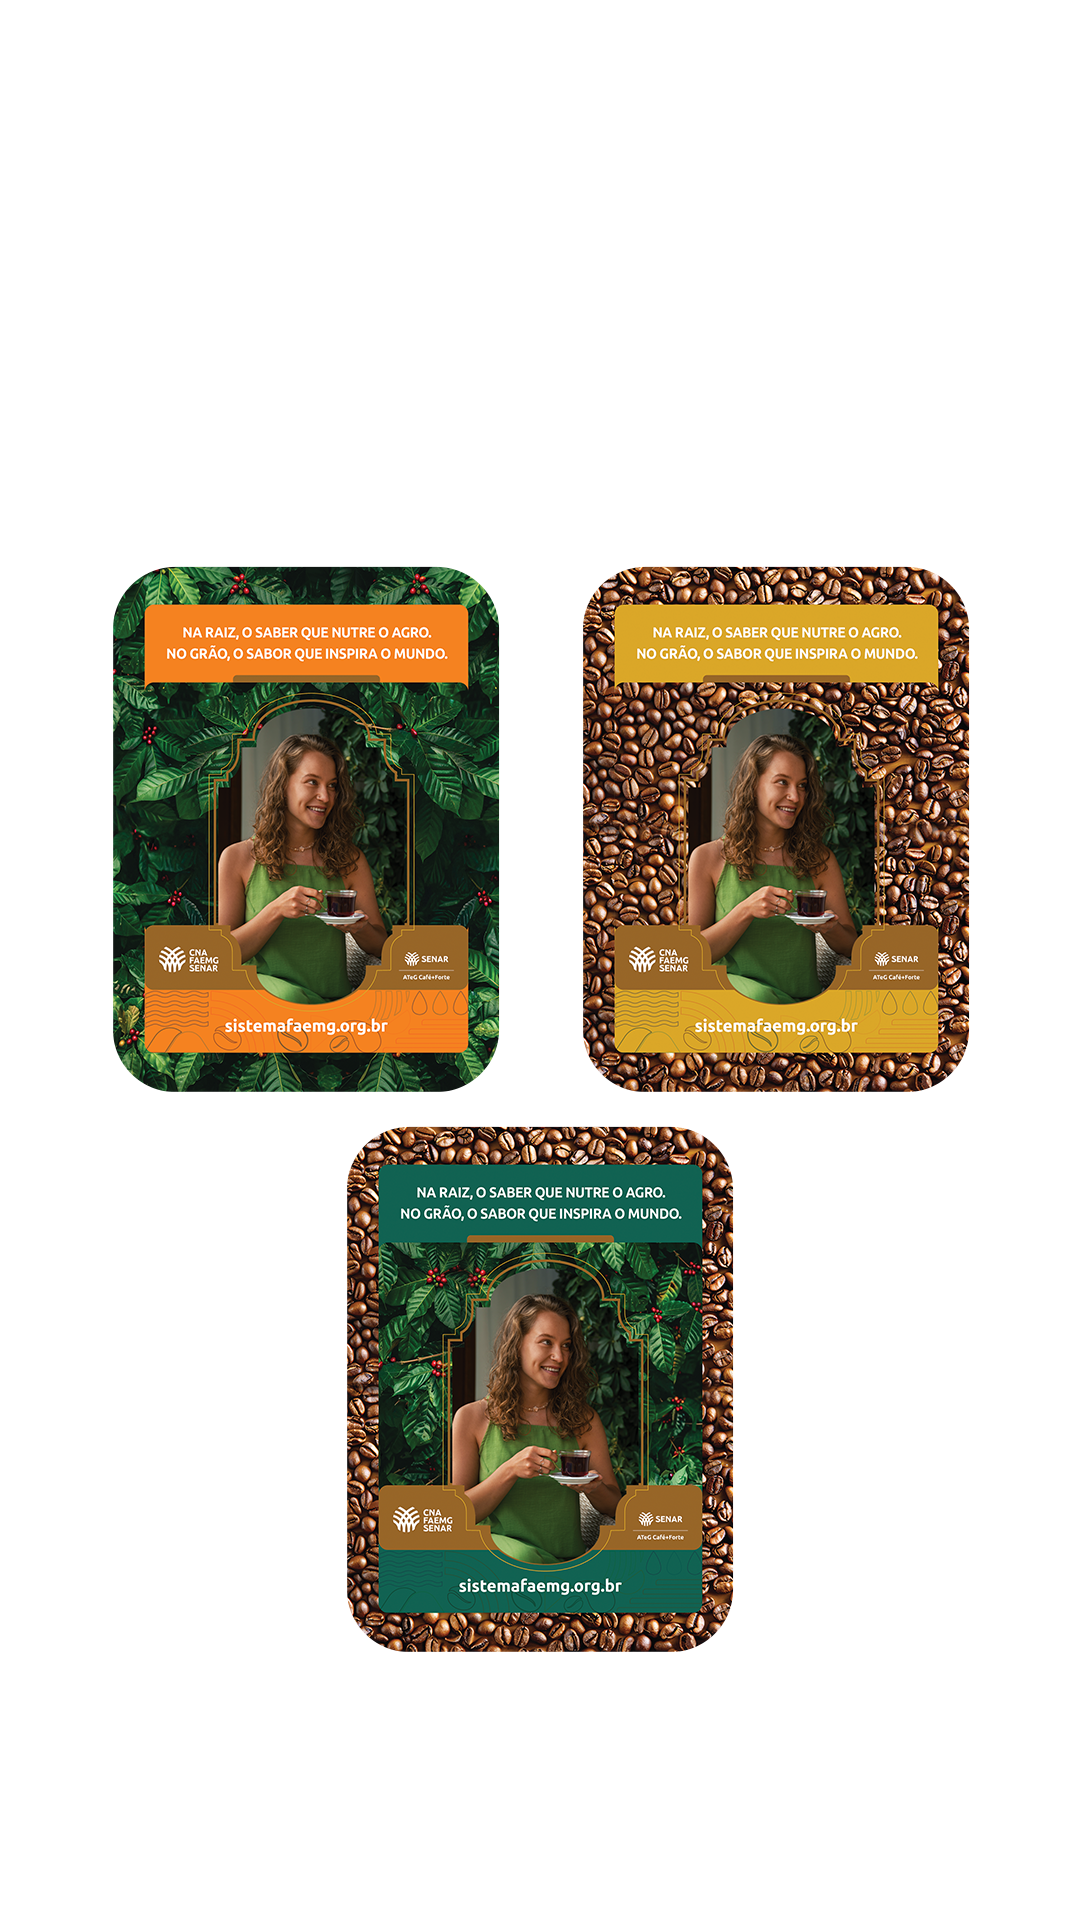 NA RAIZ, O SABER QUE NUTRE O AGRO.
NO GRÃO, O SABOR QUE INSPIRA O MUNDO.
CNA
FAEMG
SENAR
SENAR
ATeG Café+Forte
sistemafaemg.org.br
NA RAIZ, O SABER QUE NUTRE O AGRO.
NO GRÃO, O SABOR QUE INSPIRA O MUNDO.
CNA
FAEMG
SENAR
SENAR
ATeG Café+Forte
sistemafaemg.org.br
NA RAIZ, O SABER QUE NUTRE O AGRO.
NO GRÃO, O SABOR QUE INSPIRA O MUNDO.
CNA
FAEMG
SENAR
SENAR
ATeG Café+Forte
sistemafaemg.org.br